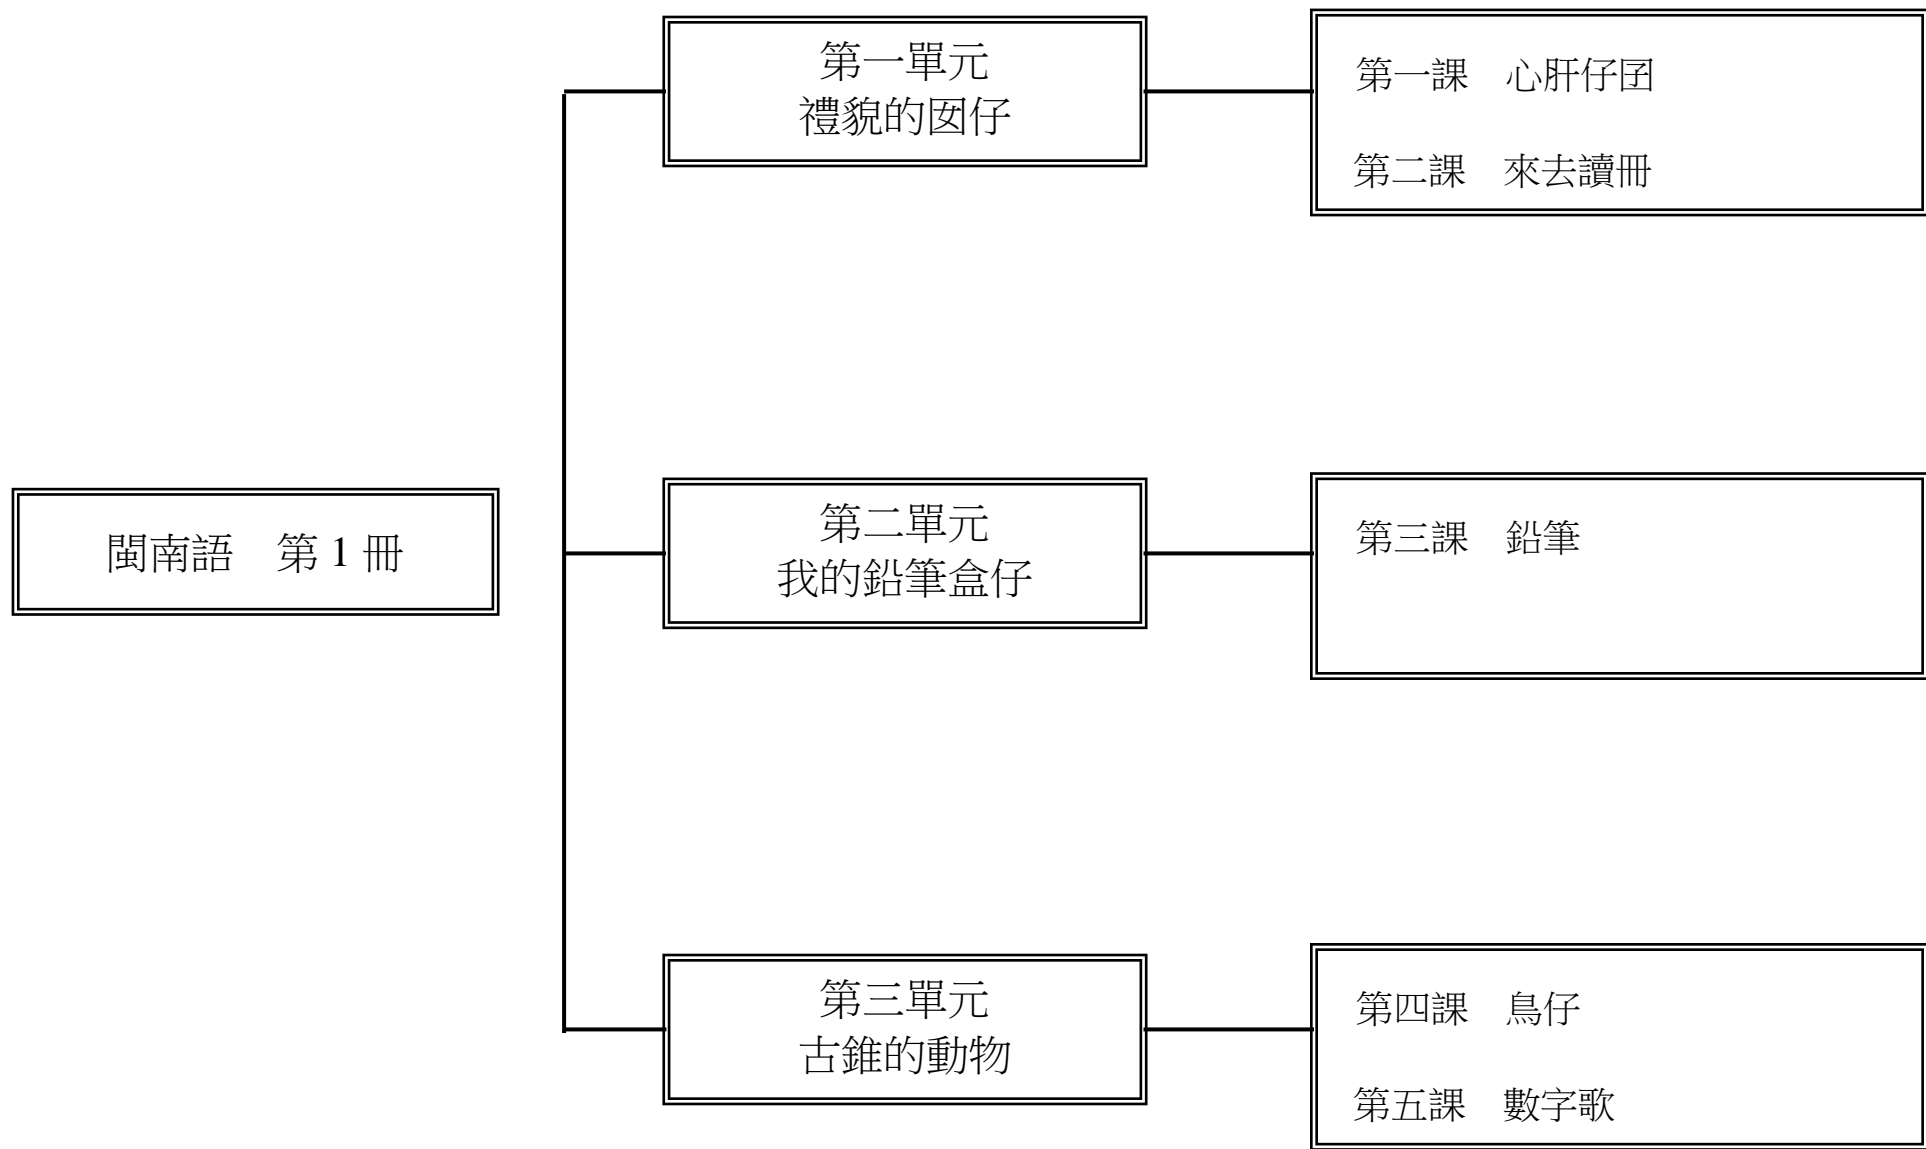 閩南語　第 1 冊
第一單元
禮貌的囡仔
第一課　心肝仔囝
第二課　來去讀冊
第二單元
我的鉛筆盒仔
第三課　鉛筆
第三單元
古錐的動物
第四課　鳥仔
第五課　數字歌